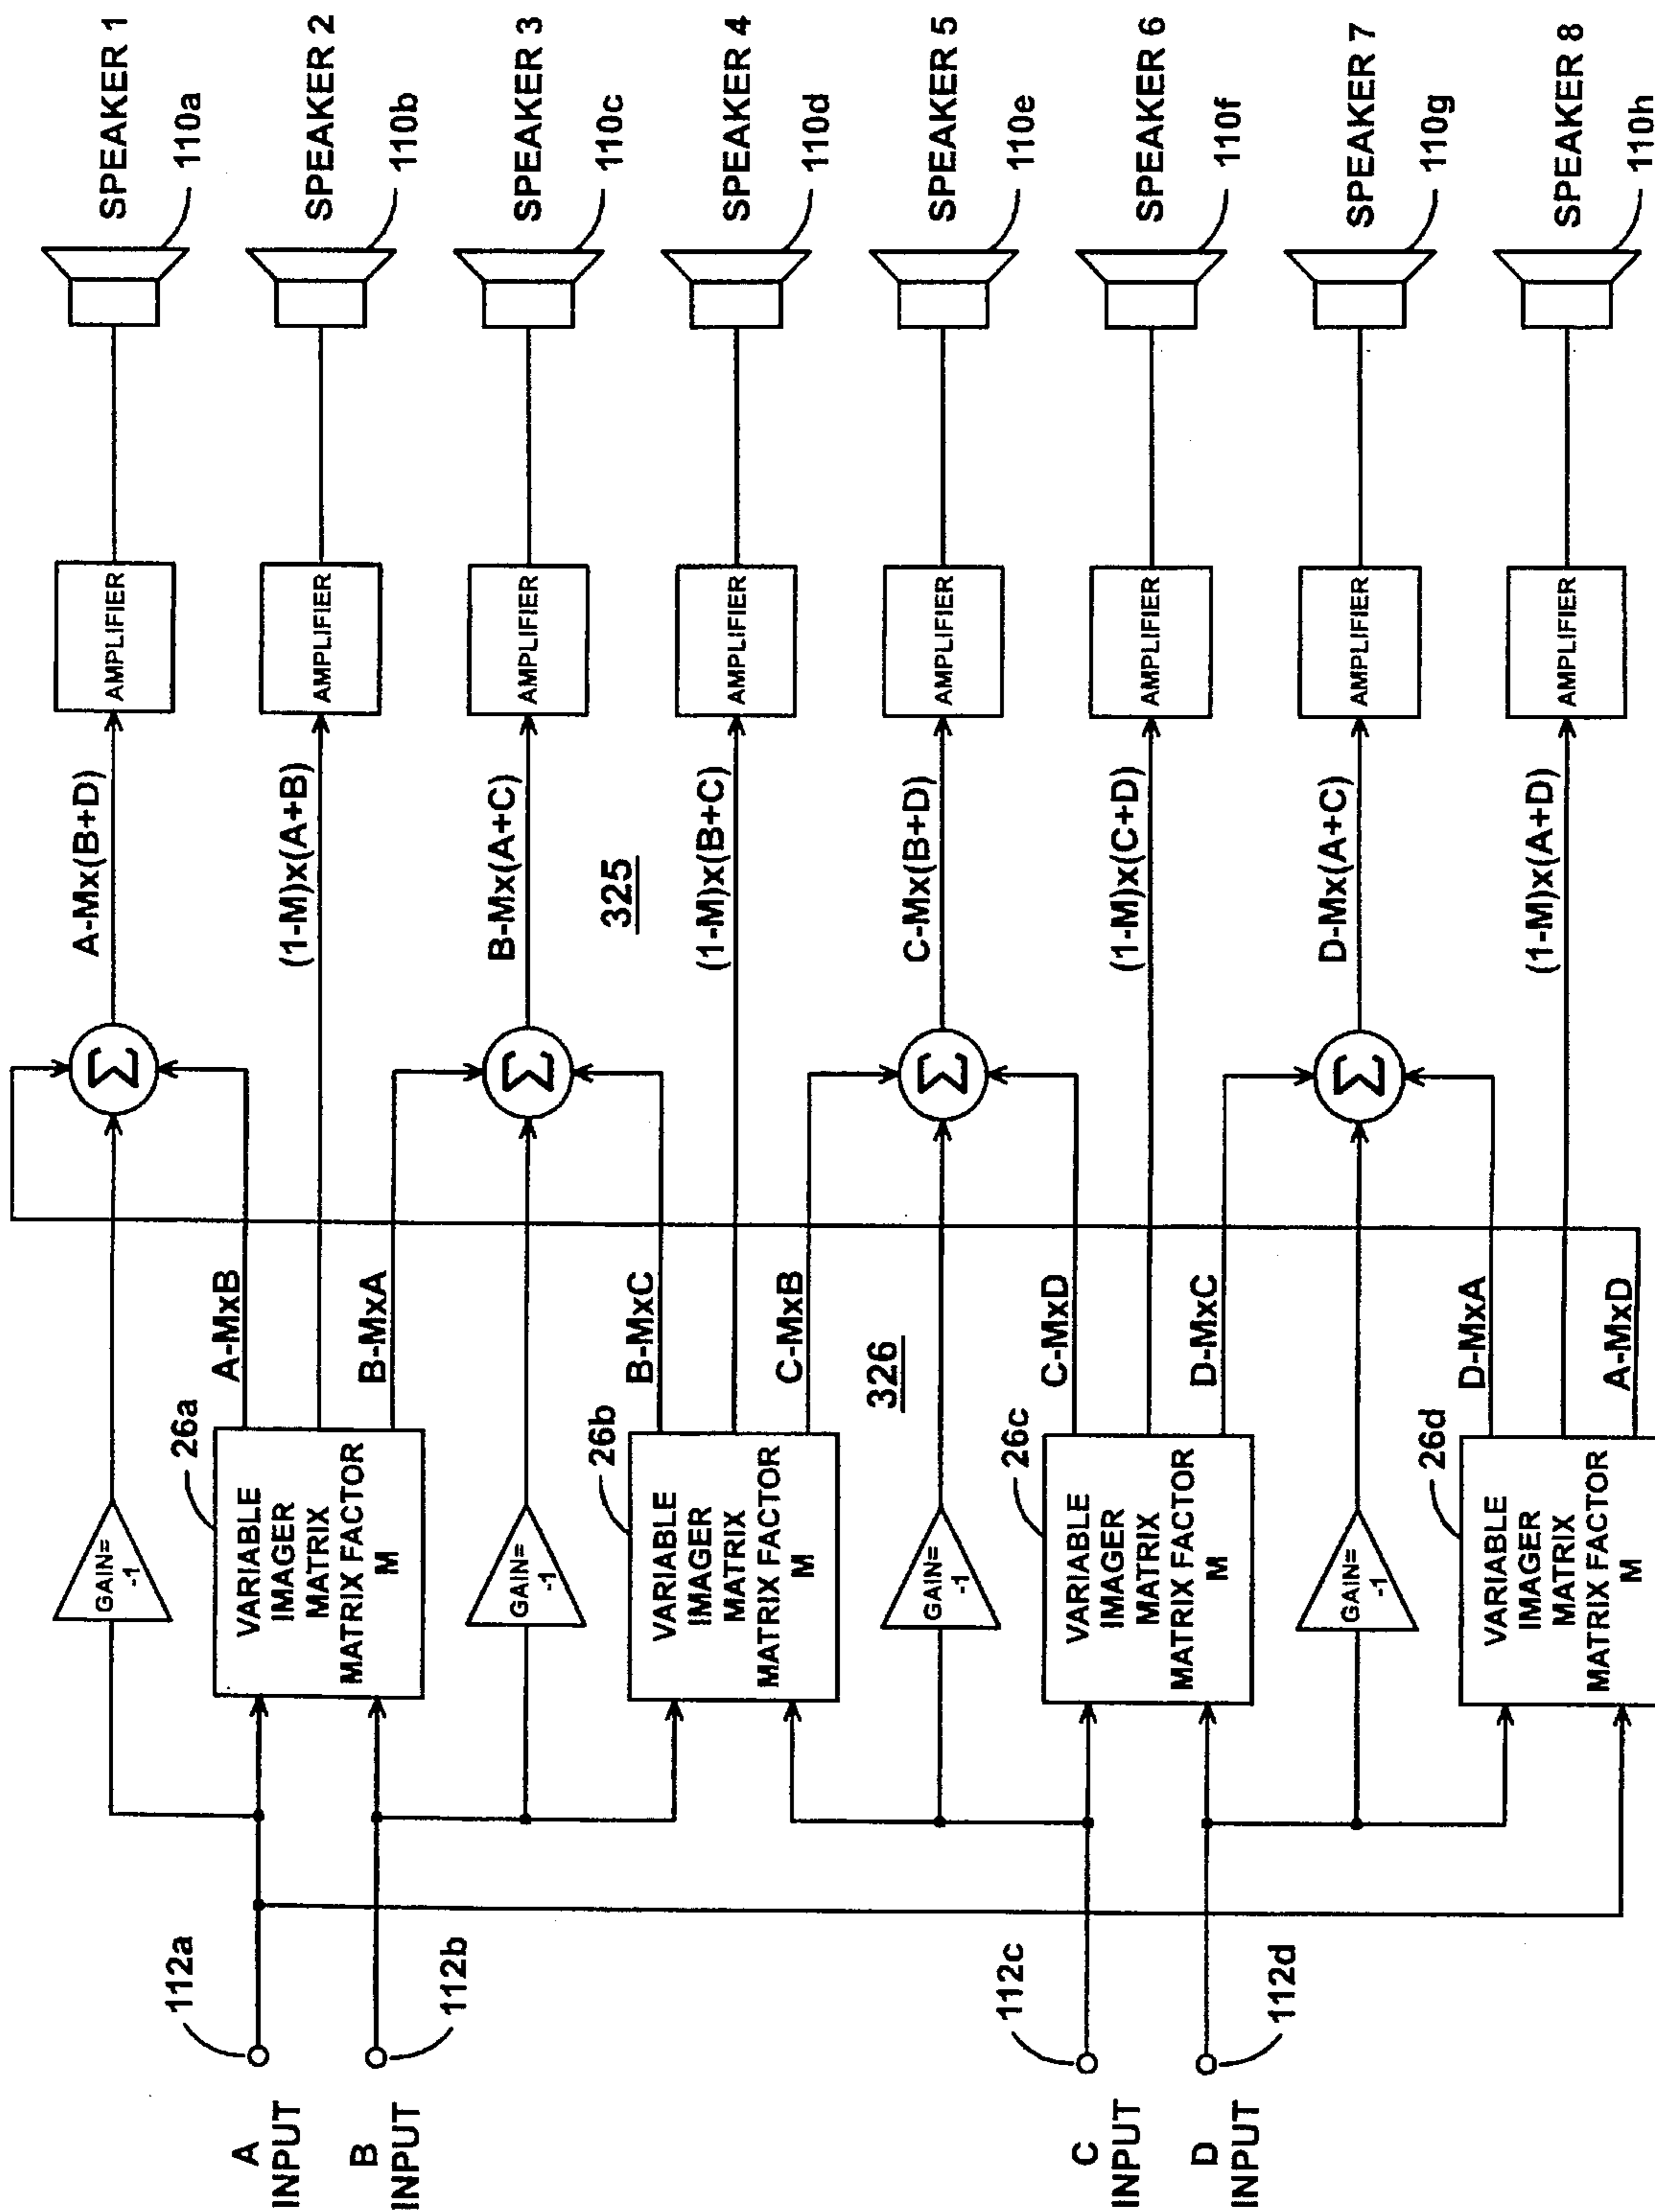 SPEAKER 1
110a
SPEAKER 2
110b
SPEAKER 3
110c
SPEAKER 4
110d
SPEAKER 5
110e
SPEAKER 6
110f
SPEAKER 7
110g
SPEAKER 8
110h
AMPLIFIER
AMPLIFIER
AMPLIFIER
AMPLIFIER
AMPLIFIER
AMPLIFIER
AMPLIFIER
AMPLIFIER
A-Mx(B+D)
(1-M)x(A+B)
B-Mx(A+C)
325
(1-M)x(B+C)
C-Mx(B+D)
(1-M)x(C+D)
D-Mx(A+C)
(1-M)x(A+D)
Σ
Σ
Σ
Σ
A-MxB
B-MxA
B-MxC
C-MxB
326
C-MxD
D-MxC
D-MxA
A-MxD
GAIN=
-1
26a
VARIABLE
IMAGER
MATRIX
MATRIX FACTOR
M
GAIN=
-1
26b
VARIABLE
IMAGER
MATRIX
MATRIX FACTOR
M
GAIN=
-1
26c
VARIABLE
IMAGER
MATRIX
MATRIX FACTOR
M
GAIN=
-1
26d
VARIABLE
IMAGER
MATRIX
MATRIX FACTOR
M
112a
A
INPUT
112b
B
INPUT
112c
C
INPUT
112d
D
INPUT